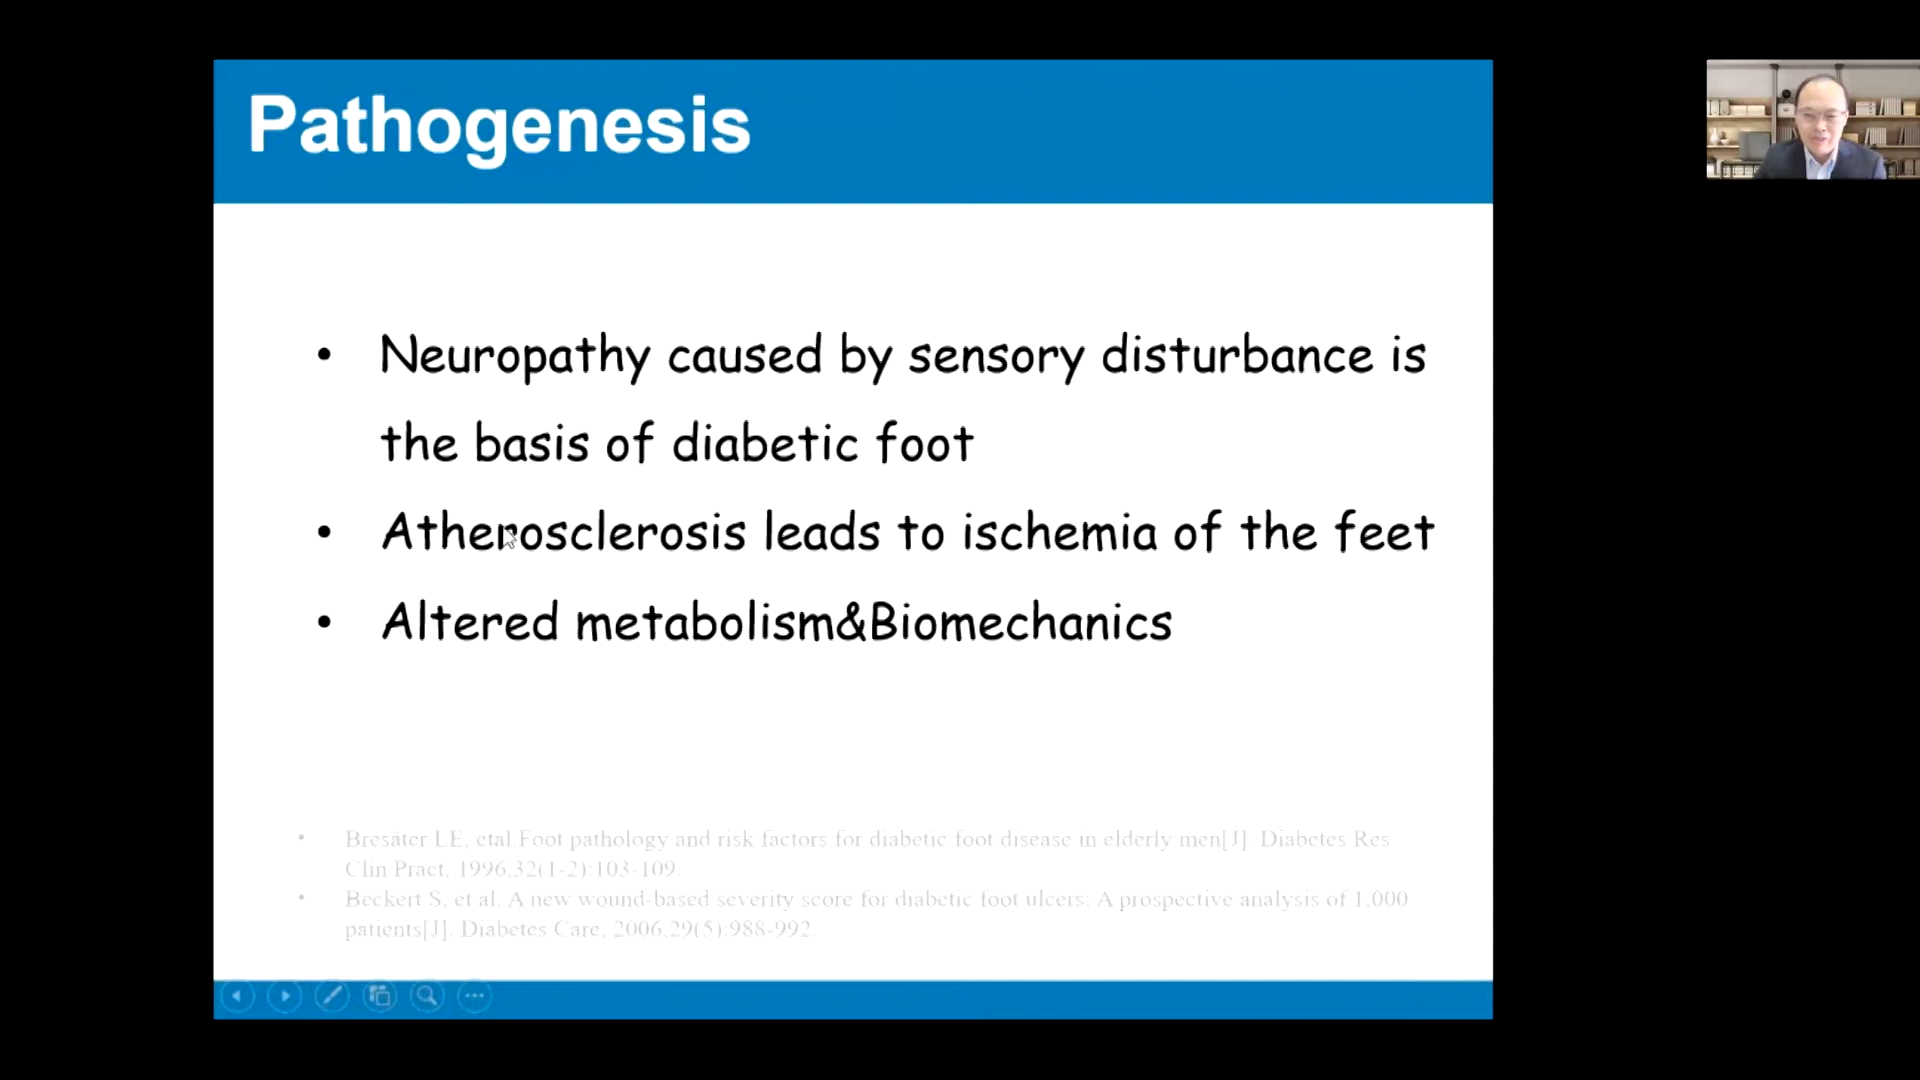 Pathogenesis
• Neuropathy caused by sensory disturbance is
the basis of diabetic foot
• Atherosclerosis leads to ischemia of the feet
• Altered metabolism&Biomechanics
• Bresäter LE, etal.Foot pathology and risk factors for diabetic foot disease in elderly men[J]. Diabetes Res
Clin Pract, 1996,32(1-2):103-109.
• Beckert S, et al. A new wound-based severity score for diabetic foot ulcers: A prospective analysis of 1,000
patients[J]. Diabetes Care, 2006,29(5):988-992.